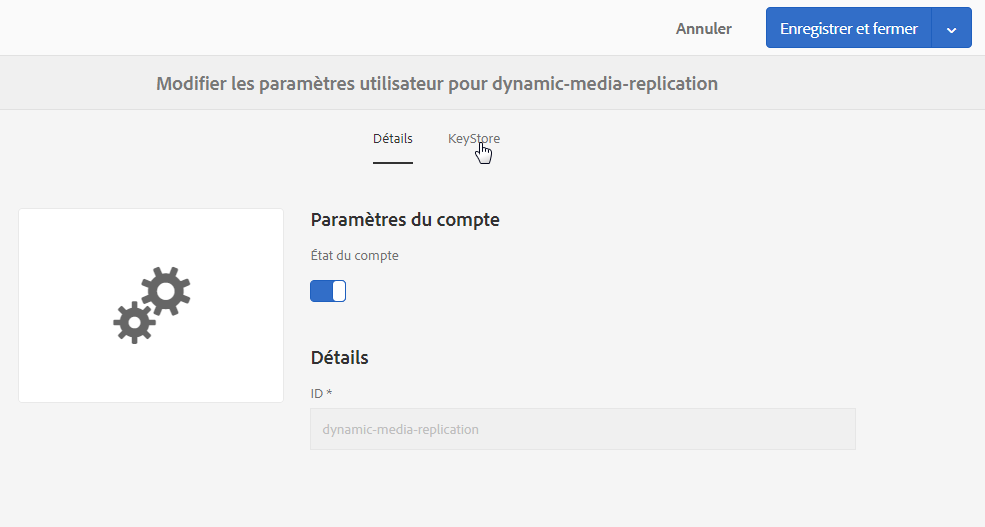 Annuler
Enregistrer et fermer
Modifier les paramètres utilisateur pour dynamic-media-replication
Détails
KeyStore
Paramètres du compte
État du compte
Détails
ID *
dynamic-media-replication